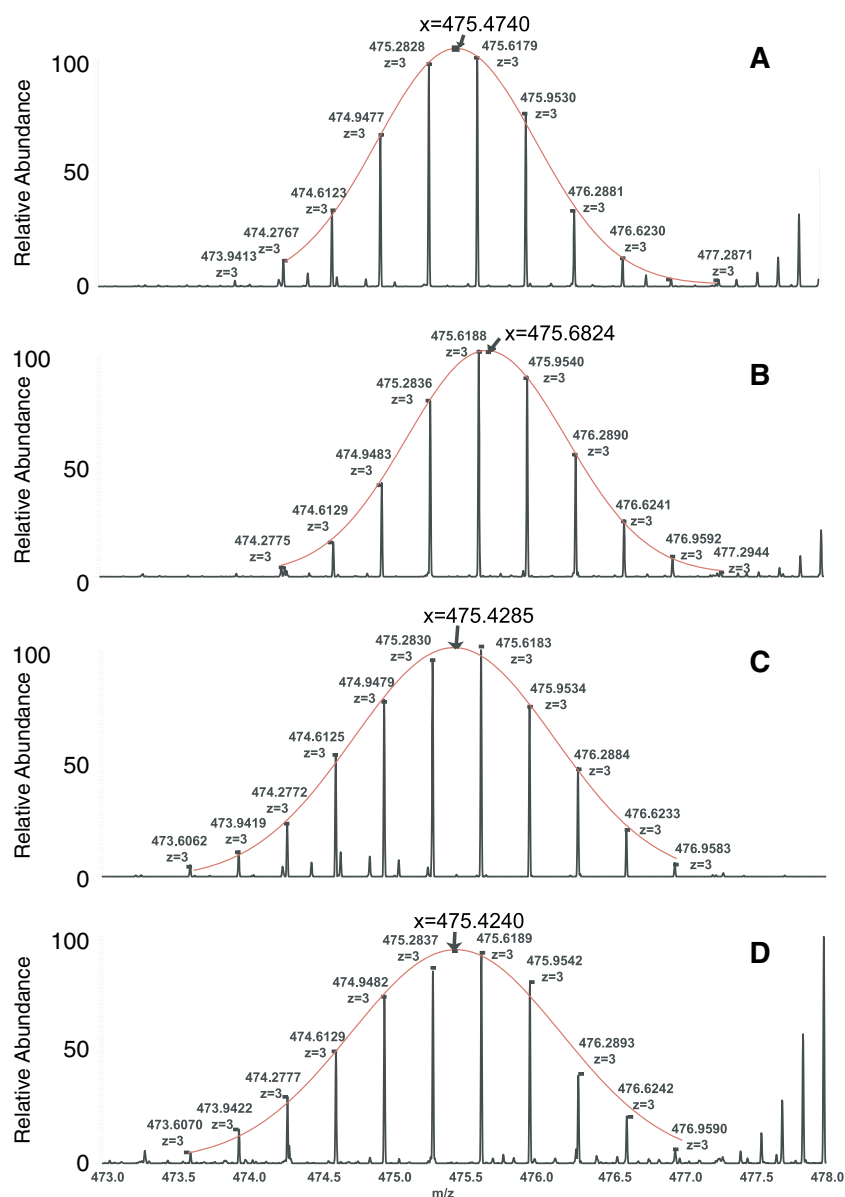 x=475.4740
A
475.2828
z=3
475.6179
z=3
100
474.9477
z=3
475.9530
z=3
50
474.6123
z=3
476.2881
z=3
474.2767
z=3
476.6230
z=3
473.9413
z=3
477.2871
z=3
0
Relative Abundance
x=475.6824
B
475.6188
z=3
100
475.9540
z=3
475.2836
z=3
476.2890
z=3
474.9483
z=3
50
476.6241
z=3
474.6129
z=3
474.2775
z=3
476.9592
z=3
477.2944
z=3
0
Relative Abundance
x=475.4285
C
475.2830
z=3
475.6183
z=3
100
474.9479
z=3
475.9534
z=3
474.6125
z=3
476.2884
z=3
50
474.2772
z=3
476.6233
z=3
473.9419
z=3
473.6062
z=3
476.9583
z=3
0
Relative Abundance
x=475.4240
D
475.2837
z=3
475.6189
z=3
100
475.9542
z=3
474.9482
z=3
474.6129
z=3
476.2893
z=3
50
474.2777
z=3
476.6242
z=3
473.9422
z=3
473.6070
z=3
476.9590
z=3
0
Relative Abundance
473.0 473.5 474.0 474.5 475.0 475.5 476.0 476.5 477.0 477.5 478.0
m/z